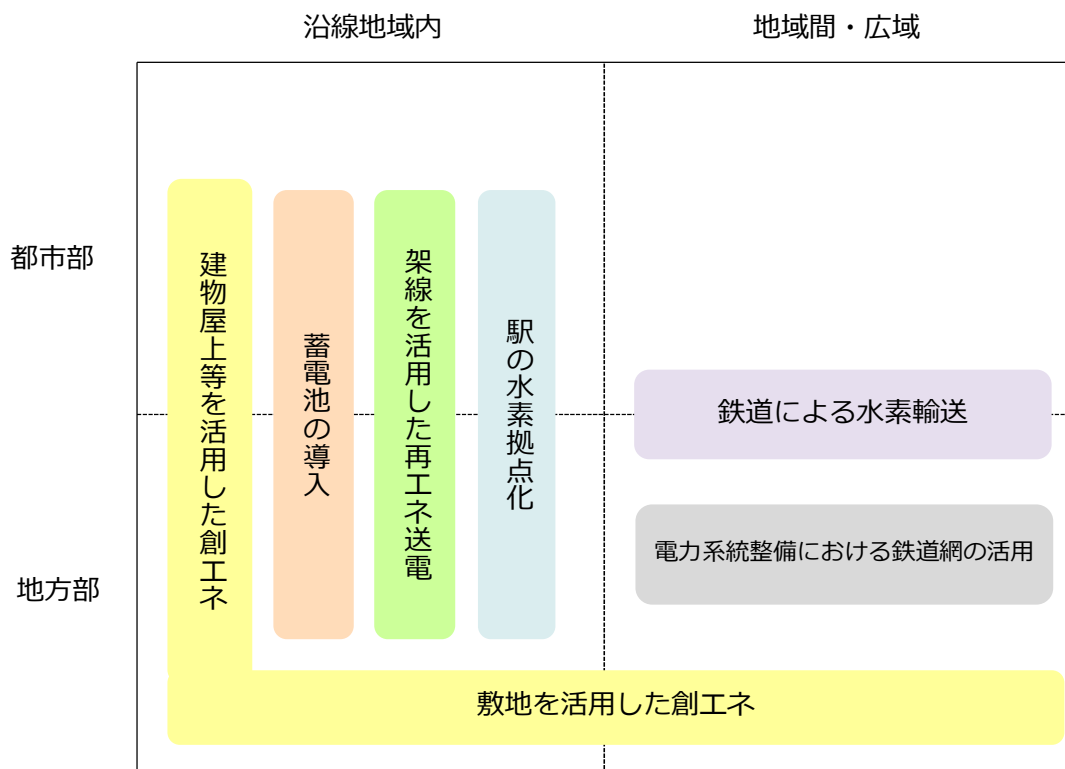 沿線地域内
地域間・広域
都市部
地方部
建物屋上等を活用した創エネ
蓄電池の導入
架線を活用した再エネ送電
駅の水素拠点化
鉄道による水素輸送
電力系統整備における鉄道網の活用
敷地を活用した創エネ